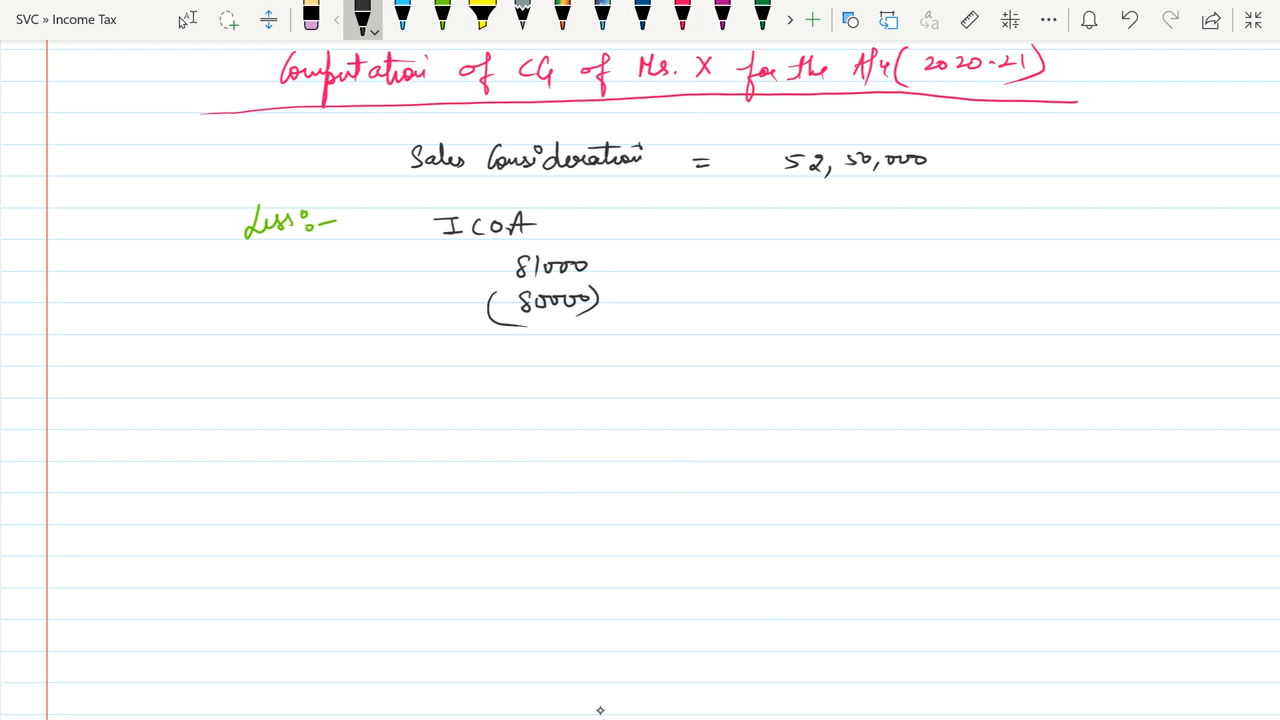 SVC » Income Tax
Computation of CG of Mr. X for the A/Y (2020-21)
Sales Consideration = 52,50,000
Less:- ICOA
81000
(80000)